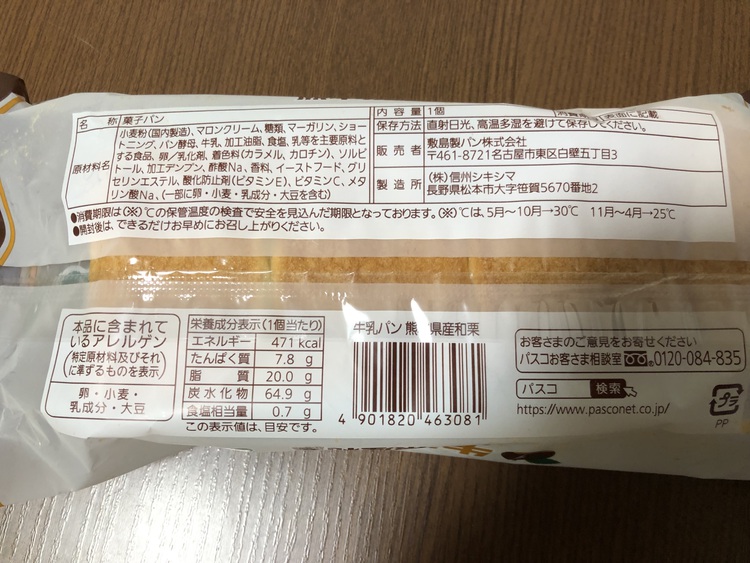 名 称 菓子パン
原材料名
小麦粉(国内製造)、マロンクリーム、糖類、マーガリン、ショー
トニング、パン酵母、牛乳、加工油脂、食塩、乳等を主要原料と
する食品、卵/乳化剤、着色料(カラメル、カロチン)、ソルビ
トール、加工デンプン、酢酸Na、香料、イーストフード、グリ
セリンエステル、酸化防止剤(ビタミンE)、ビタミンC、メタ
リン酸Na、(一部に卵・小麦・乳成分・大豆を含む)
内容量 1個
表面に記載
保存方法 直射日光、高温多湿を避けて保存してください。
販売者 敷島製パン株式会社
〒461-8721名古屋市東区白壁五丁目3
製造所 (株)信州シキシマ
長野県松本市大字笹賀5670番地2
●消費期限は(※)℃の保管温度の検査で安全を見込んだ期限となっております。(※)℃は、5月〜10月→30℃ 11月〜4月→25℃
●開封後は、できるだけお早めにお召し上がりください。
本品に含まれて
いるアレルゲン
(特定原材料及びそれ
に準ずるものを表示)
卵・小麦・
乳成分・大豆
栄養成分表示(1個当たり)
エネルギー 471 kcal
たんぱく質 7.8 g
脂質 20.0 g
炭水化物 64.9 g
食塩相当量 0.7 g
この表示値は、目安です。
牛乳パン 熊本県産和栗
4 901820 463081
お客さまのご意見をお寄せください
パスコお客さま相談室 0120-084-835
パスコ 検索
https://www.pasconet.co.jp/
プラ
PP